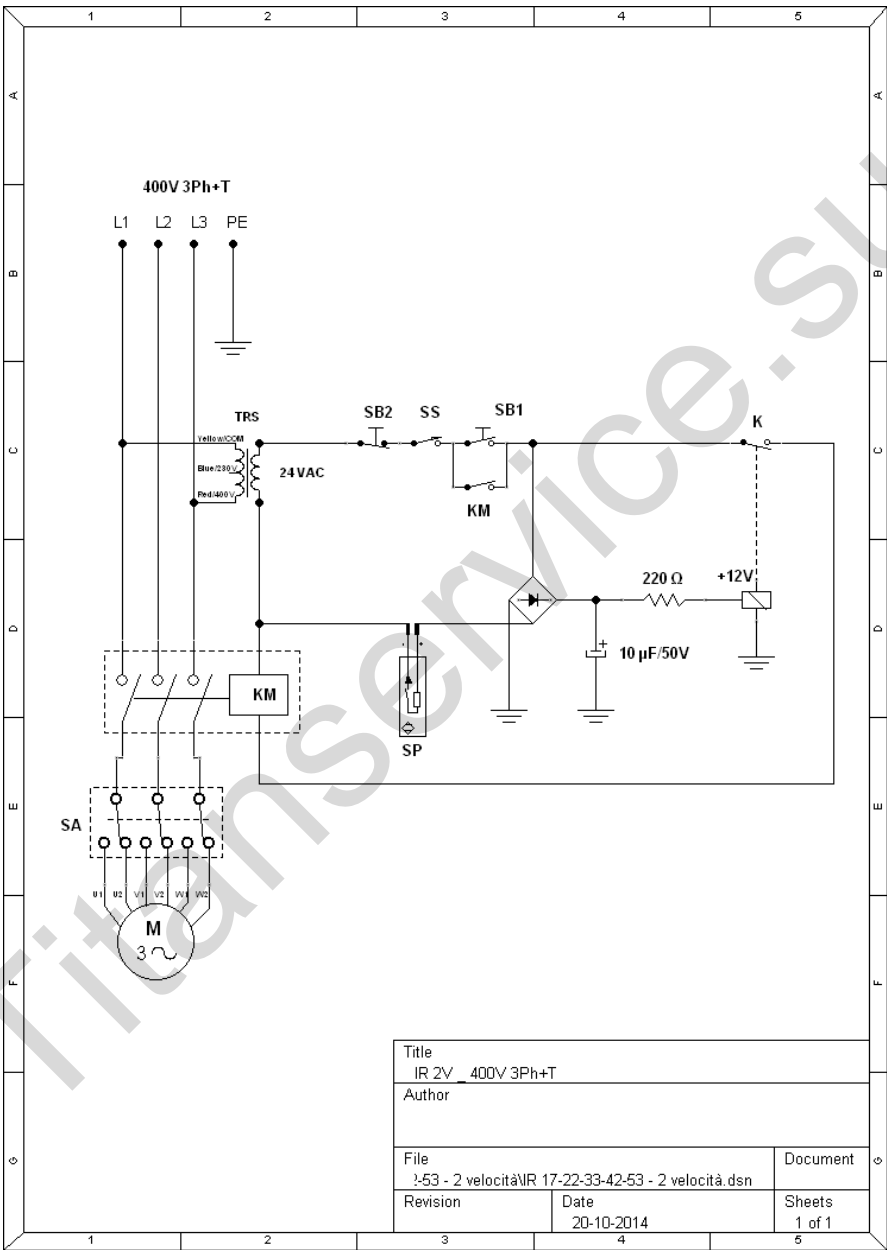 1 2 3 4 5
A A
400V 3Ph+T
L1 L2 L3 PE
B B
TRS SB2 SS SB1 K
Yellow/COM
C C
Blue/230V 24VAC
Red/400V
KM
220 Ω +12V
D D
10 µF/50V
KM
SP
E E
SA
U1 U2 V1 V2 W1 W2
M
3
F F
Title
IR 2V _ 400V 3Ph+T
Author
G G
File Document
2-53 - 2 velocità\IR 17-22-33-42-53 - 2 velocità.dsn
Revision Date Sheets
20-10-2014 1 of 1
1 2 3 4 5
Titanservice.su